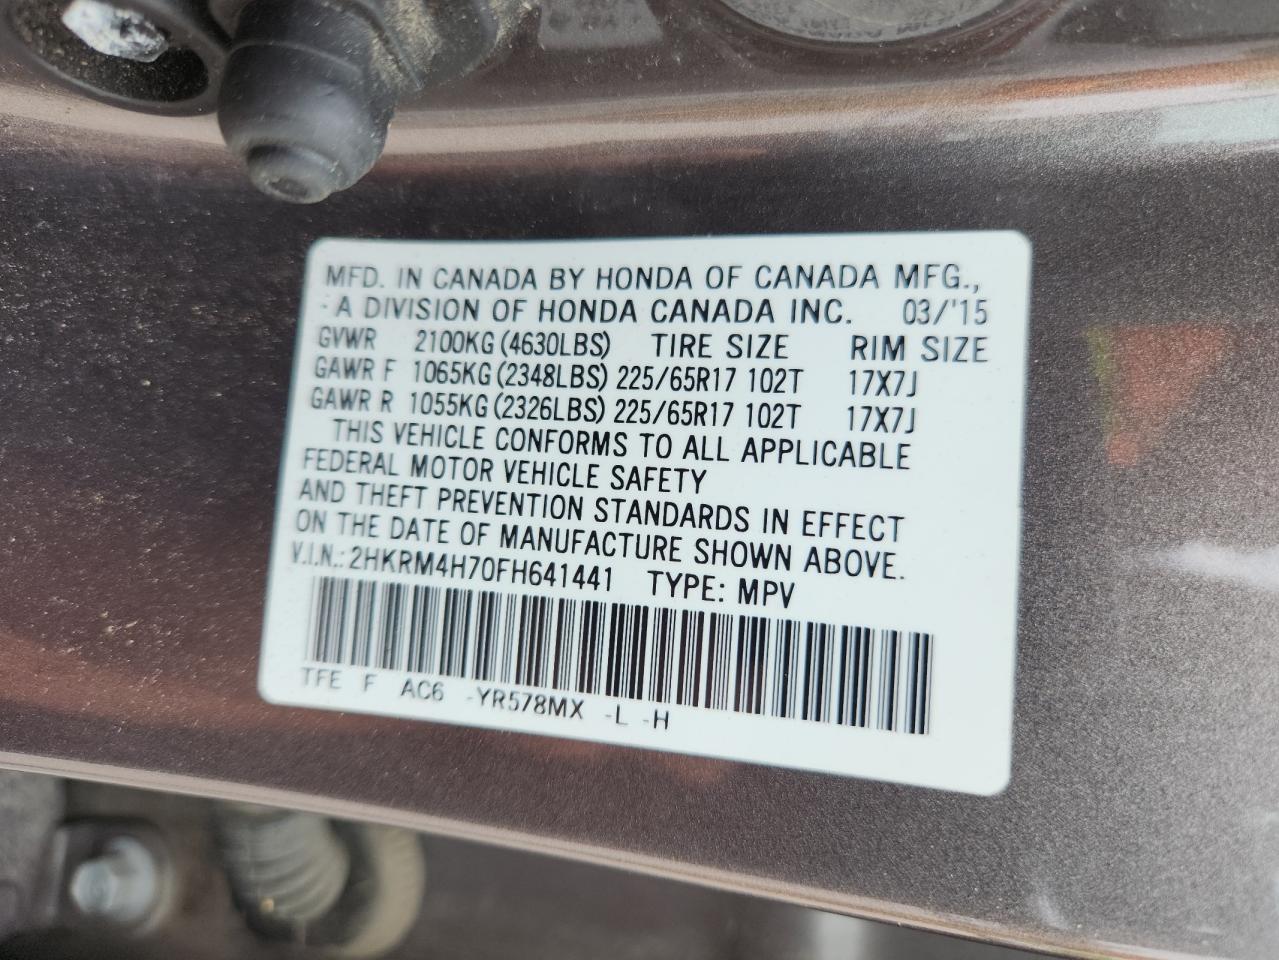 MFD. IN CANADA BY HONDA OF CANADA MFG.,
- A DIVISION OF HONDA CANADA INC. 03/'15
GVWR 2100KG (4630LBS) TIRE SIZE RIM SIZE
GAWR F 1065KG (2348LBS) 225/65R17 102T 17X7J
GAWR R 1055KG (2326LBS) 225/65R17 102T 17X7J
THIS VEHICLE CONFORMS TO ALL APPLICABLE
FEDERAL MOTOR VEHICLE SAFETY
AND THEFT PREVENTION STANDARDS IN EFFECT
ON THE DATE OF MANUFACTURE SHOWN ABOVE.
V.I.N.: 2HKRM4H70FH641441 TYPE: MPV
TFE F AC6 -YR578MX -L -H